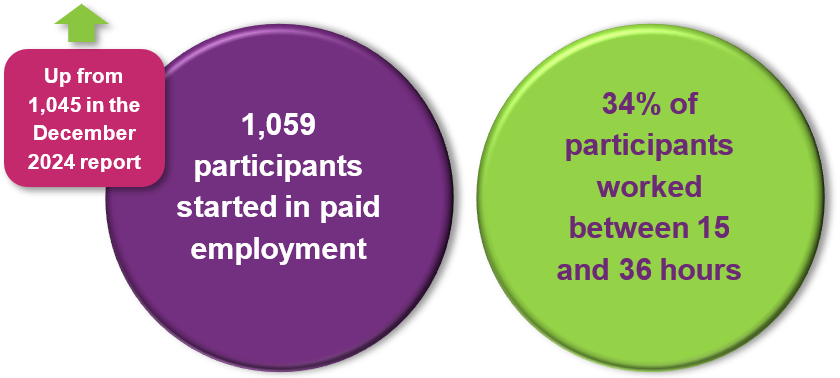 Up from
1,045 in the
December
2024 report
1,059
participants
started in paid
employment
34% of
participants
worked
between 15
and 36 hours